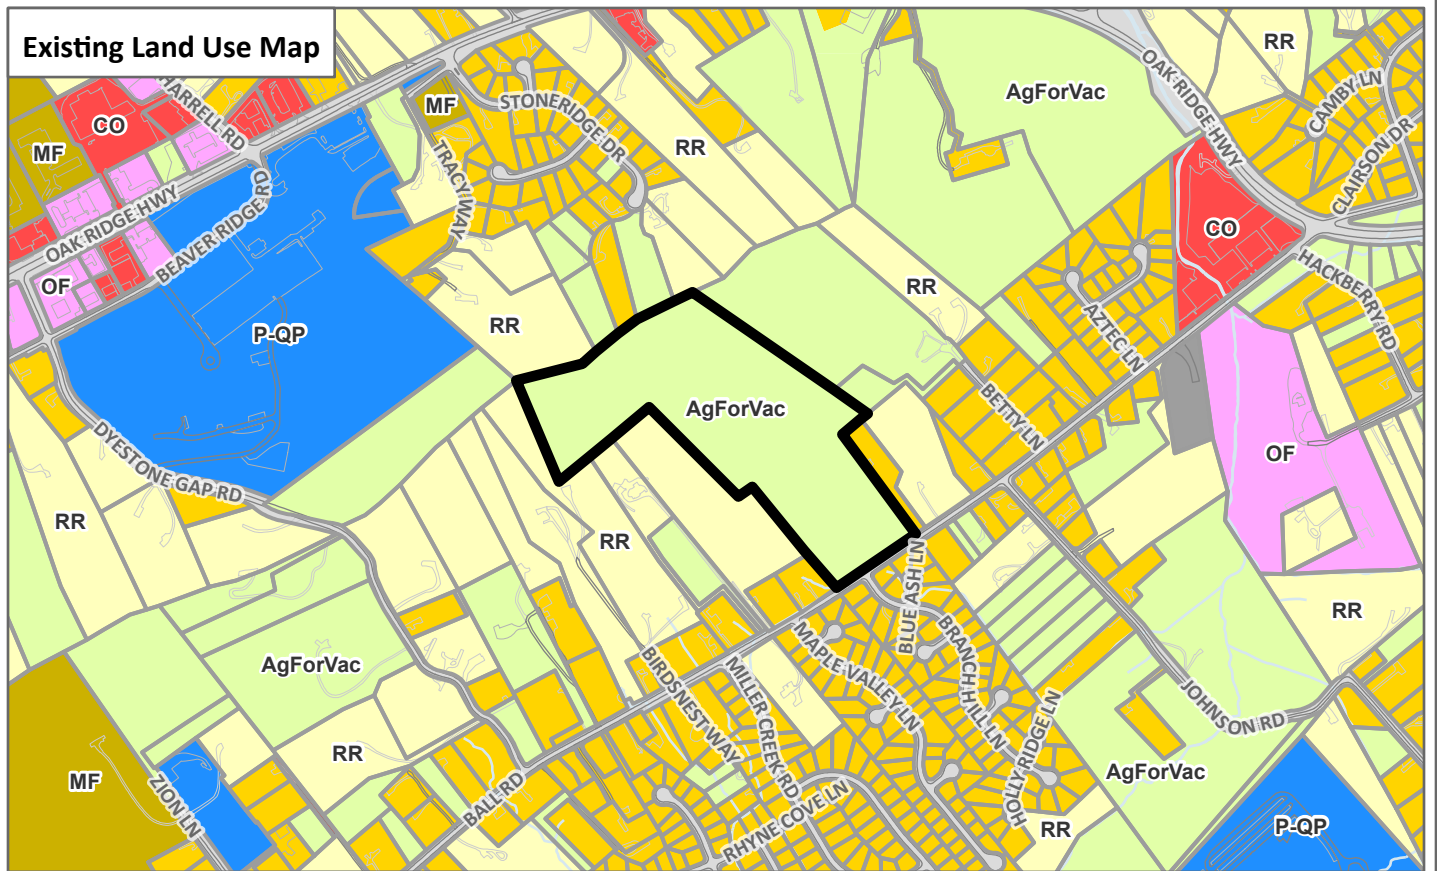 Existing Land Use Map
HARRELL RD
CO
MF
MF
STONERIDGE DR
TRACY WAY
RR
AgForVac
OAK RIDGE HWY
RR
CAMBY LN
CLAIRSON DR
OAK RIDGE HWY
BEAVER RIDGE RD
OF
P-QP
RR
RR
CO
HACKBERRY RD
AZTEC LN
AgForVac
BETTY LN
OF
DYESTONE GAP RD
RR
RR
BLUE ASH LN
RR
AgForVac
MAPLE VALLEY LN
BRANCH HILL LN
BIRDSNEST WAY
MILLER CREEK RD
HOLLY RIDGE LN
JOHNSON RD
RR
AgForVac
MF
ZION LN
BALL RD
RHYNE COVE LN
RR
P-QP